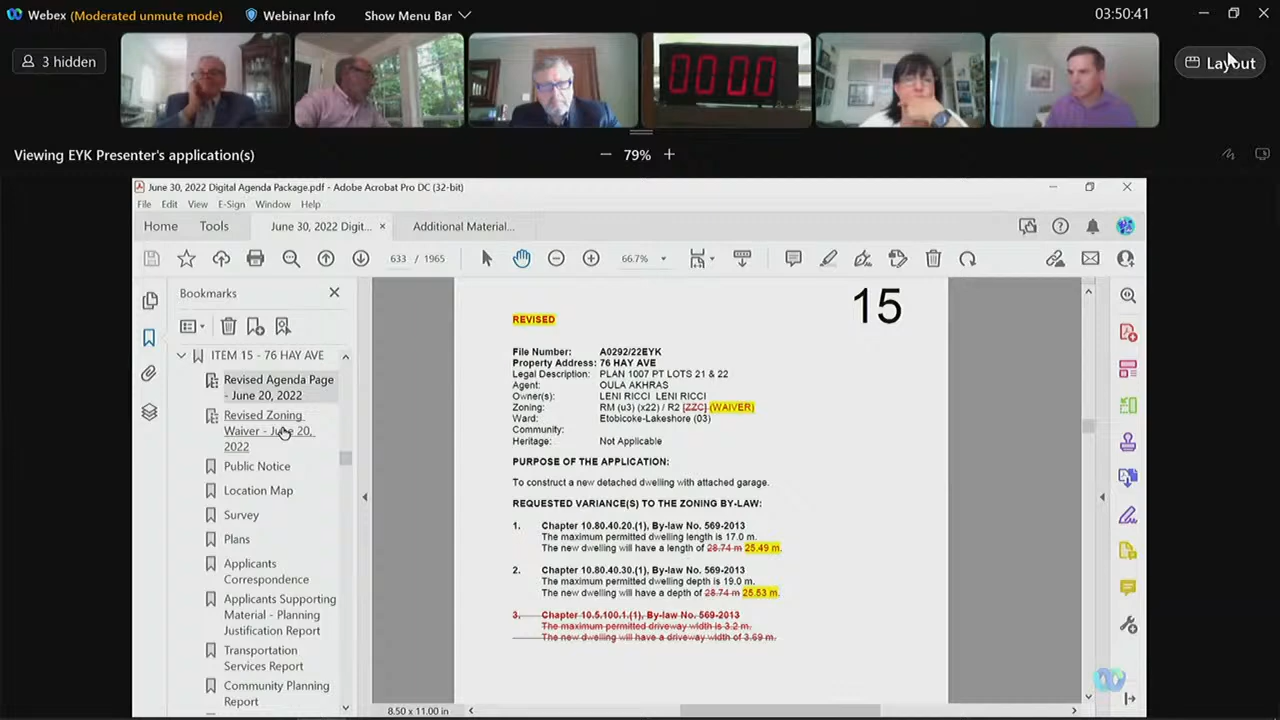 Webex (Moderated unmute mode) Webinar Info Show Menu Bar 03:50:41
3 hidden
0000
Layout
Viewing EYK Presenter's application(s) 79%
June 30, 2022 Digital Agenda Package.pdf - Adobe Acrobat Pro DC (32-bit)
File Edit View E-Sign Window Help
Home Tools June 30, 2022 Digit... Additional Material...
633 / 1965 66.7%
Bookmarks
ITEM 15 - 76 HAY AVE
Revised Agenda Page
- June 20, 2022
Revised Zoning
Waiver - June 20,
2022
Public Notice
Location Map
Survey
Plans
Applicants
Correspondence
Applicants Supporting
Material - Planning
Justification Report
Transportation
Services Report
Community Planning
Report
15
REVISED
File Number: A0292/22EYK
Property Address: 76 HAY AVE
Legal Description: PLAN 1007 PT LOTS 21 & 22
Agent: OULA AKHRAS
Owner(s): LENI RICCI LENI RICCI
Zoning: RM (u3) (x22) / R2 [ZZC] (WAIVER)
Ward: Etobicoke-Lakeshore (03)
Community:
Heritage: Not Applicable
PURPOSE OF THE APPLICATION:
To construct a new detached dwelling with attached garage.
REQUESTED VARIANCE(S) TO THE ZONING BY-LAW:
1. Chapter 10.80.40.20.(1), By-law No. 569-2013
The maximum permitted dwelling length is 17.0 m.
The new dwelling will have a length of 28.74 m 25.49 m.
2. Chapter 10.80.40.30.(1), By-law No. 569-2013
The maximum permitted dwelling depth is 19.0 m.
The new dwelling will have a depth of 28.74 m 25.53 m.
3. Chapter 10.5.100.1.(1), By-law No. 569-2013
The maximum permitted driveway width is 3.2 m.
The new dwelling will have a driveway width of 3.69 m.
8.50 x 11.00 in